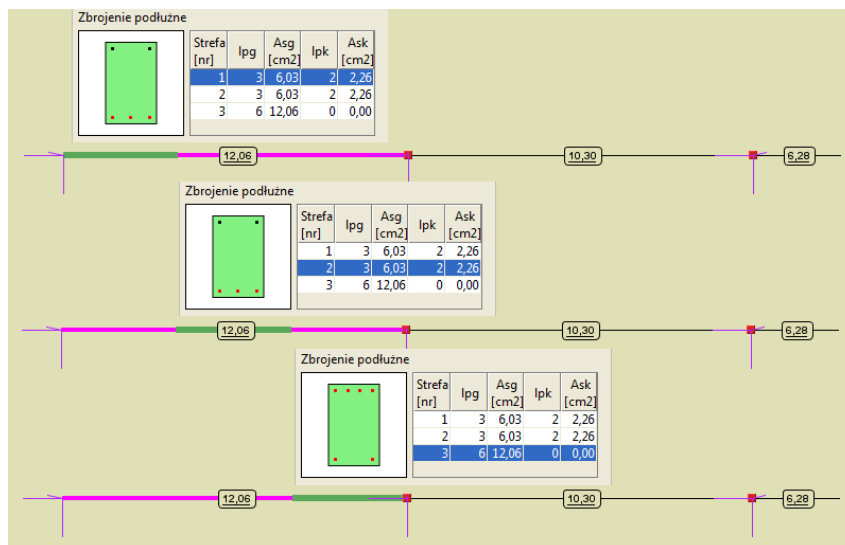 Zbrojenie podłużne
Strefa [nr] lpg Asg [cm2] lpk Ask [cm2]
1 3 6,03 2 2,26
2 3 6,03 2 2,26
3 6 12,06 0 0,00
12,06 10,30 6,28
Zbrojenie podłużne
Strefa [nr] lpg Asg [cm2] lpk Ask [cm2]
1 3 6,03 2 2,26
2 3 6,03 2 2,26
3 6 12,06 0 0,00
12,06 10,30 6,28
Zbrojenie podłużne
Strefa [nr] lpg Asg [cm2] lpk Ask [cm2]
1 3 6,03 2 2,26
2 3 6,03 2 2,26
3 6 12,06 0 0,00
12,06 10,30 6,28